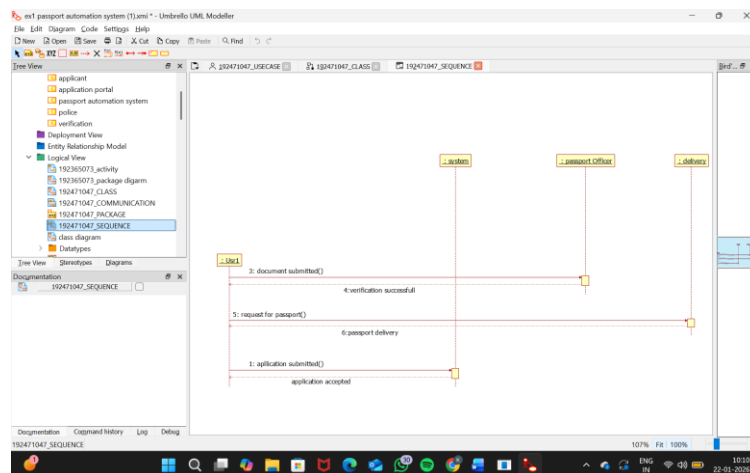 ex1 passport automation system (1).xml * - Umbrello UML Modeller
File Edit Diagram Code Settings Help
New Open Save Cut Copy Paste Find
Tree View
Bird'...
192471047_USECASE 192471047_CLASS 192471047_SEQUENCE
applicant
application portal
passport automation system
police
verification
Deployment View
Entity Relationship Model
Logical View
192365073_activity
192365073_package digarm
192471047_CLASS
192471047_COMMUNICATION
192471047_PACKAGE
192471047_SEQUENCE
class diagram
Datatypes
Tree View Stereotypes Diagrams
Documentation
192471047_SEQUENCE
: system
: passport Officer
: delivery
: Usr1
3: document submitted()
4:verification successfull
5: request for passport()
6:passport delivery
1: apllication submitted()
application accepted
Documentation Command history Log Debug
192471047_SEQUENCE
107% Fit 100%
ENG
IN
10:10
22-01-2026